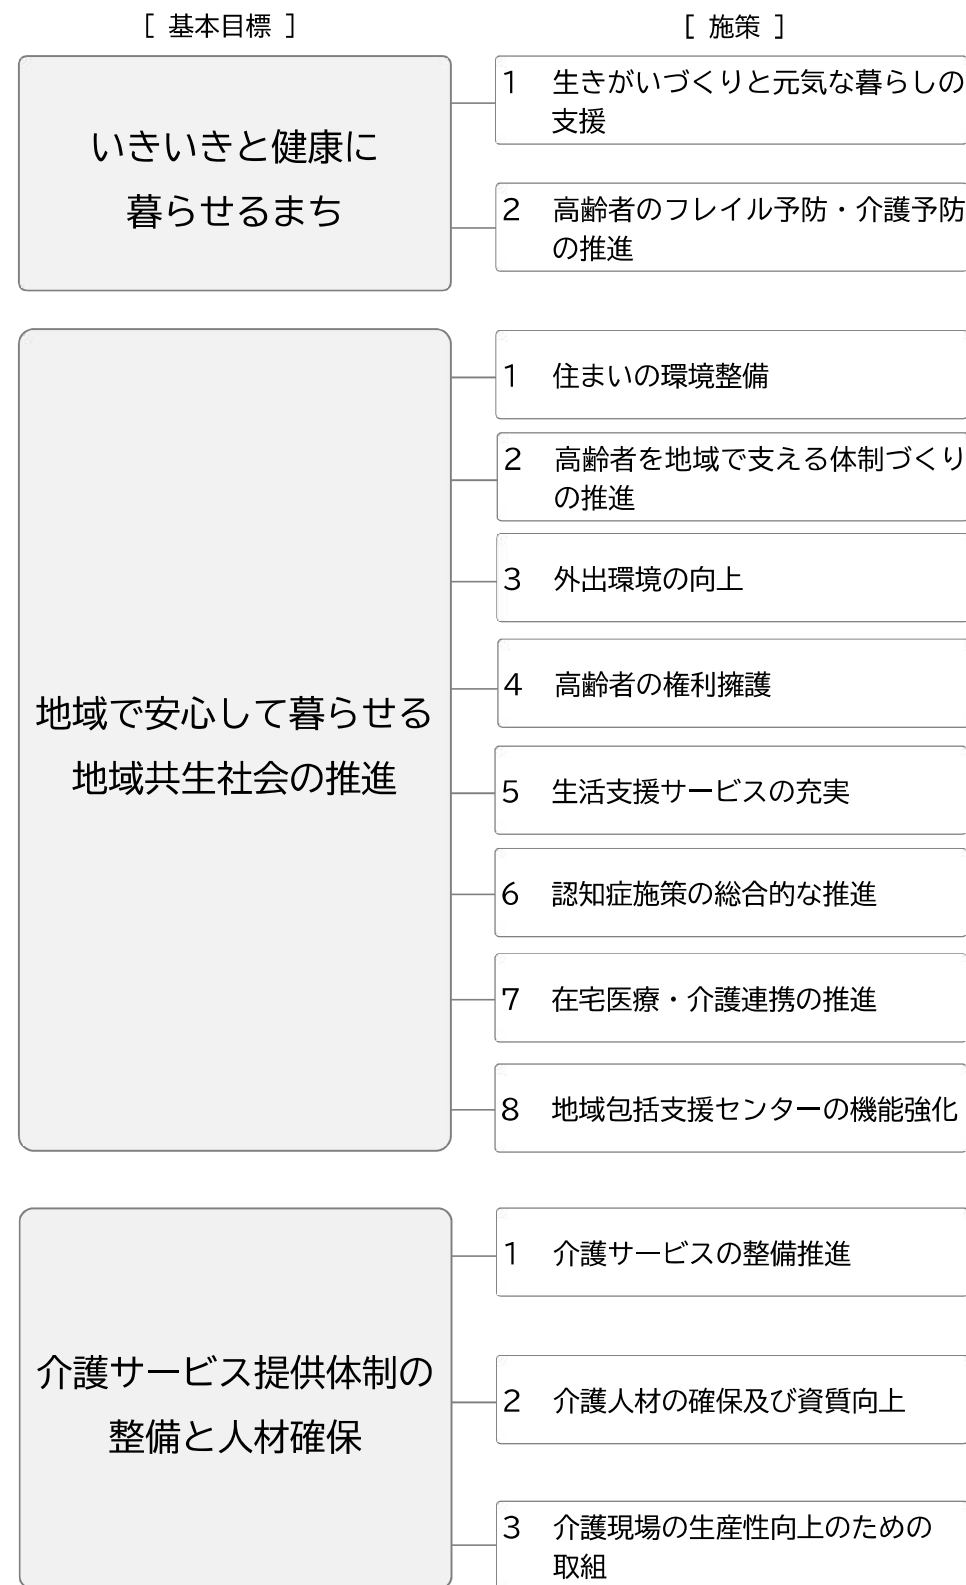 [ 基本目標 ]
[ 施策 ]
いきいきと健康に
暮らせるまち
1 生きがいづくりと元気な暮らしの
支援
2 高齢者のフレイル予防・介護予防
の推進
地域で安心して暮らせる
地域共生社会の推進
1 住まいの環境整備
2 高齢者を地域で支える体制づくり
の推進
3 外出環境の向上
4 高齢者の権利擁護
5 生活支援サービスの充実
6 認知症施策の総合的な推進
7 在宅医療・介護連携の推進
8 地域包括支援センターの機能強化
介護サービス提供体制の
整備と人材確保
1 介護サービスの整備推進
2 介護人材の確保及び資質向上
3 介護現場の生産性向上のための
取組